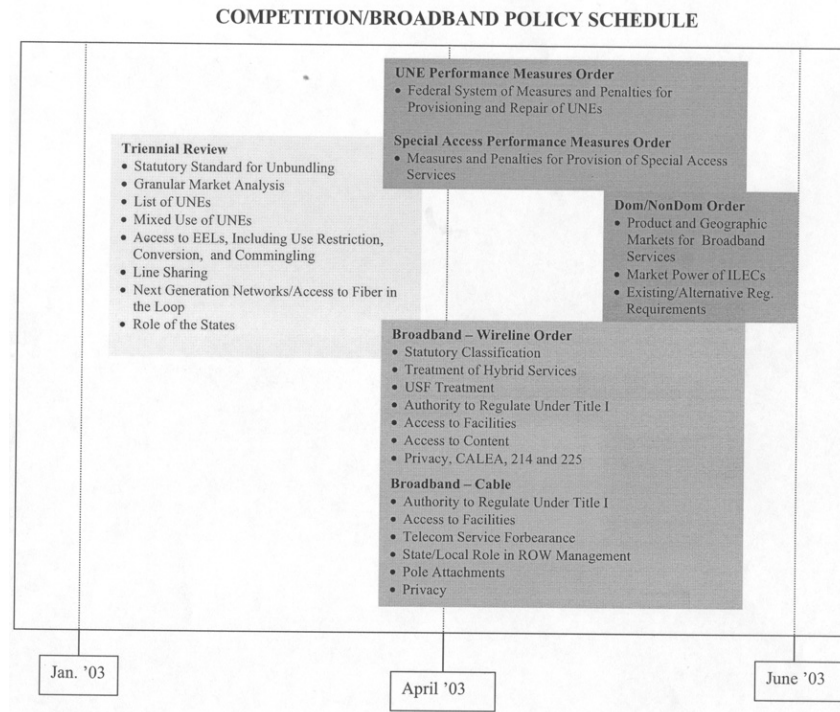 COMPETITION/BROADBAND POLICY SCHEDULE
UNE Performance Measures Order
• Federal System of Measures and Penalties for
Provisioning and Repair of UNEs
Special Access Performance Measures Order
• Measures and Penalties for Provision of Special Access
Services
Triennial Review
• Statutory Standard for Unbundling
• Granular Market Analysis
• List of UNEs
• Mixed Use of UNEs
• Access to EELs, Including Use Restriction,
Conversion, and Commingling
• Line Sharing
• Next Generation Networks/Access to Fiber in
the Loop
• Role of the States
Dom/NonDom Order
• Product and Geographic
Markets for Broadband
Services
• Market Power of ILECs
• Existing/Alternative Reg.
Requirements
Broadband – Wireline Order
• Statutory Classification
• Treatment of Hybrid Services
• USF Treatment
• Authority to Regulate Under Title I
• Access to Facilities
• Access to Content
• Privacy, CALEA, 214 and 225
Broadband – Cable
• Authority to Regulate Under Title I
• Access to Facilities
• Telecom Service Forbearance
• State/Local Role in ROW Management
• Pole Attachments
• Privacy
Jan. '03
April '03
June '03